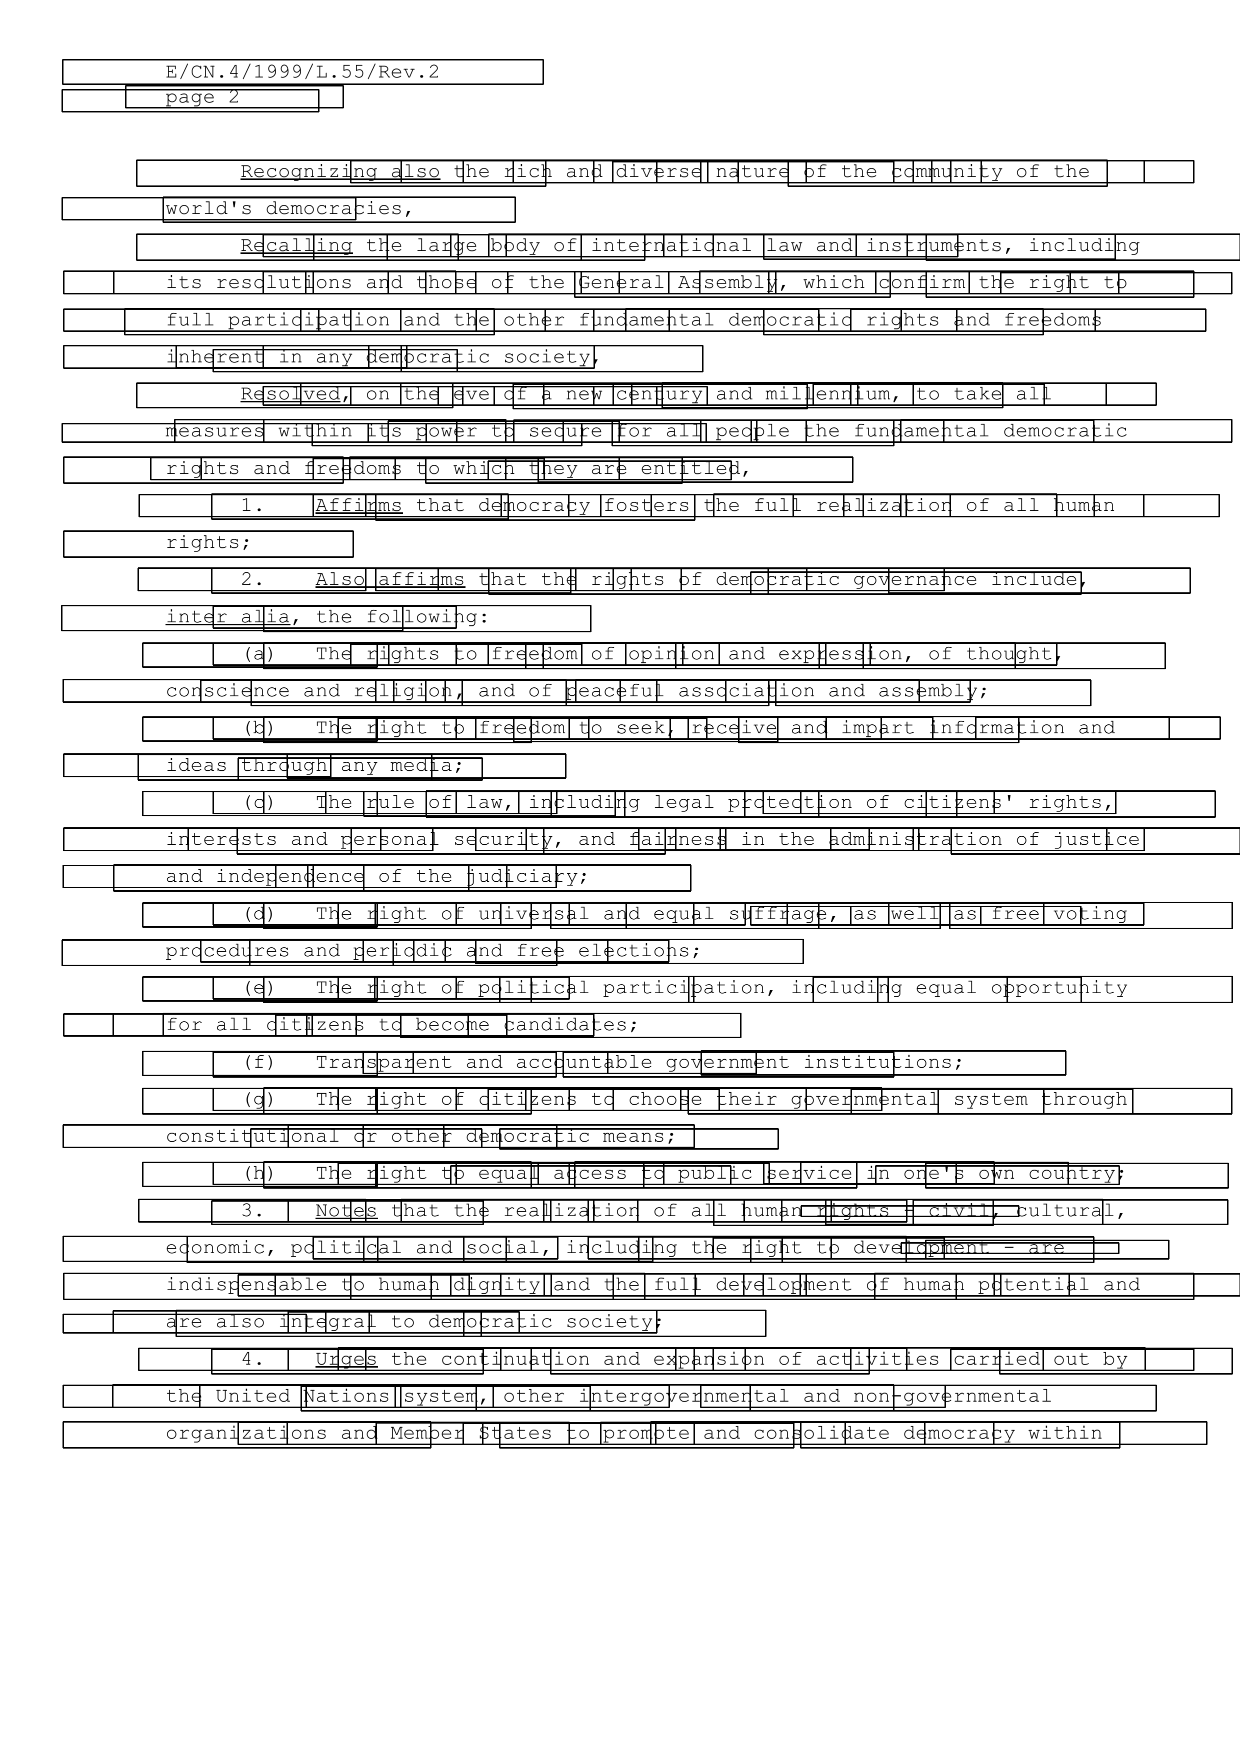 E/CN.4/1999/L.55/Rev.2
page 2
Recognizing also the rich and diverse nature of the community of the
world's democracies,
Recalling the large body of international law and instruments, including
its resolutions and those of the General Assembly, which confirm the right to
full participation and the other fundamental democratic rights and freedoms
inherent in any democratic society,
Resolved, on the eve of a new century and millennium, to take all
measures within its power to secure for all people the fundamental democratic
rights and freedoms to which they are entitled,
1. Affirms that democracy fosters the full realization of all human
rights;
2. Also affirms that the rights of democratic governance include,
inter alia, the following:
(a) The rights to freedom of opinion and expression, of thought,
conscience and religion, and of peaceful association and assembly;
(b) The right to freedom to seek, receive and impart information and
ideas through any media;
(c) The rule of law, including legal protection of citizens' rights,
interests and personal security, and fairness in the administration of justice
and independence of the judiciary;
(d) The right of universal and equal suffrage, as well as free voting
procedures and periodic and free elections;
(e) The right of political participation, including equal opportunity
for all citizens to become candidates;
(f) Transparent and accountable government institutions;
(g) The right of citizens to choose their governmental system through
constitutional or other democratic means;
(h) The right to equal access to public service in one's own country;
3. Notes that the realization of all human rights - civil, cultural,
economic, political and social, including the right to development - are
indispensable to human dignity and the full development of human potential and
are also integral to democratic society;
4. Urges the continuation and expansion of activities carried out by
the United Nations system, other intergovernmental and non-governmental
organizations and Member States to promote and consolidate democracy within